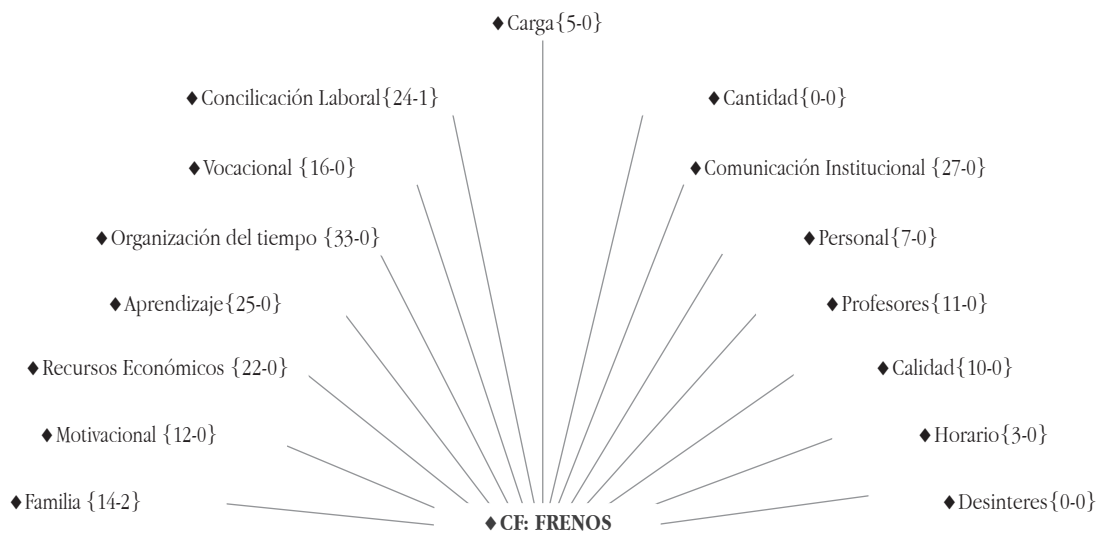 ♦ Carga{5-0}
♦ Concilicación Laboral{24-1}
♦ Cantidad{0-0}
♦ Vocacional {16-0}
♦ Comunicación Institucional {27-0}
♦ Organización del tiempo {33-0}
♦ Personal{7-0}
♦ Aprendizaje{25-0}
♦ Profesores{11-0}
♦ Recursos Económicos {22-0}
♦ Calidad{10-0}
♦ Motivacional {12-0}
♦ Horario{3-0}
♦ Familia {14-2}
♦ Desinteres{0-0}
♦ CF: FRENOS